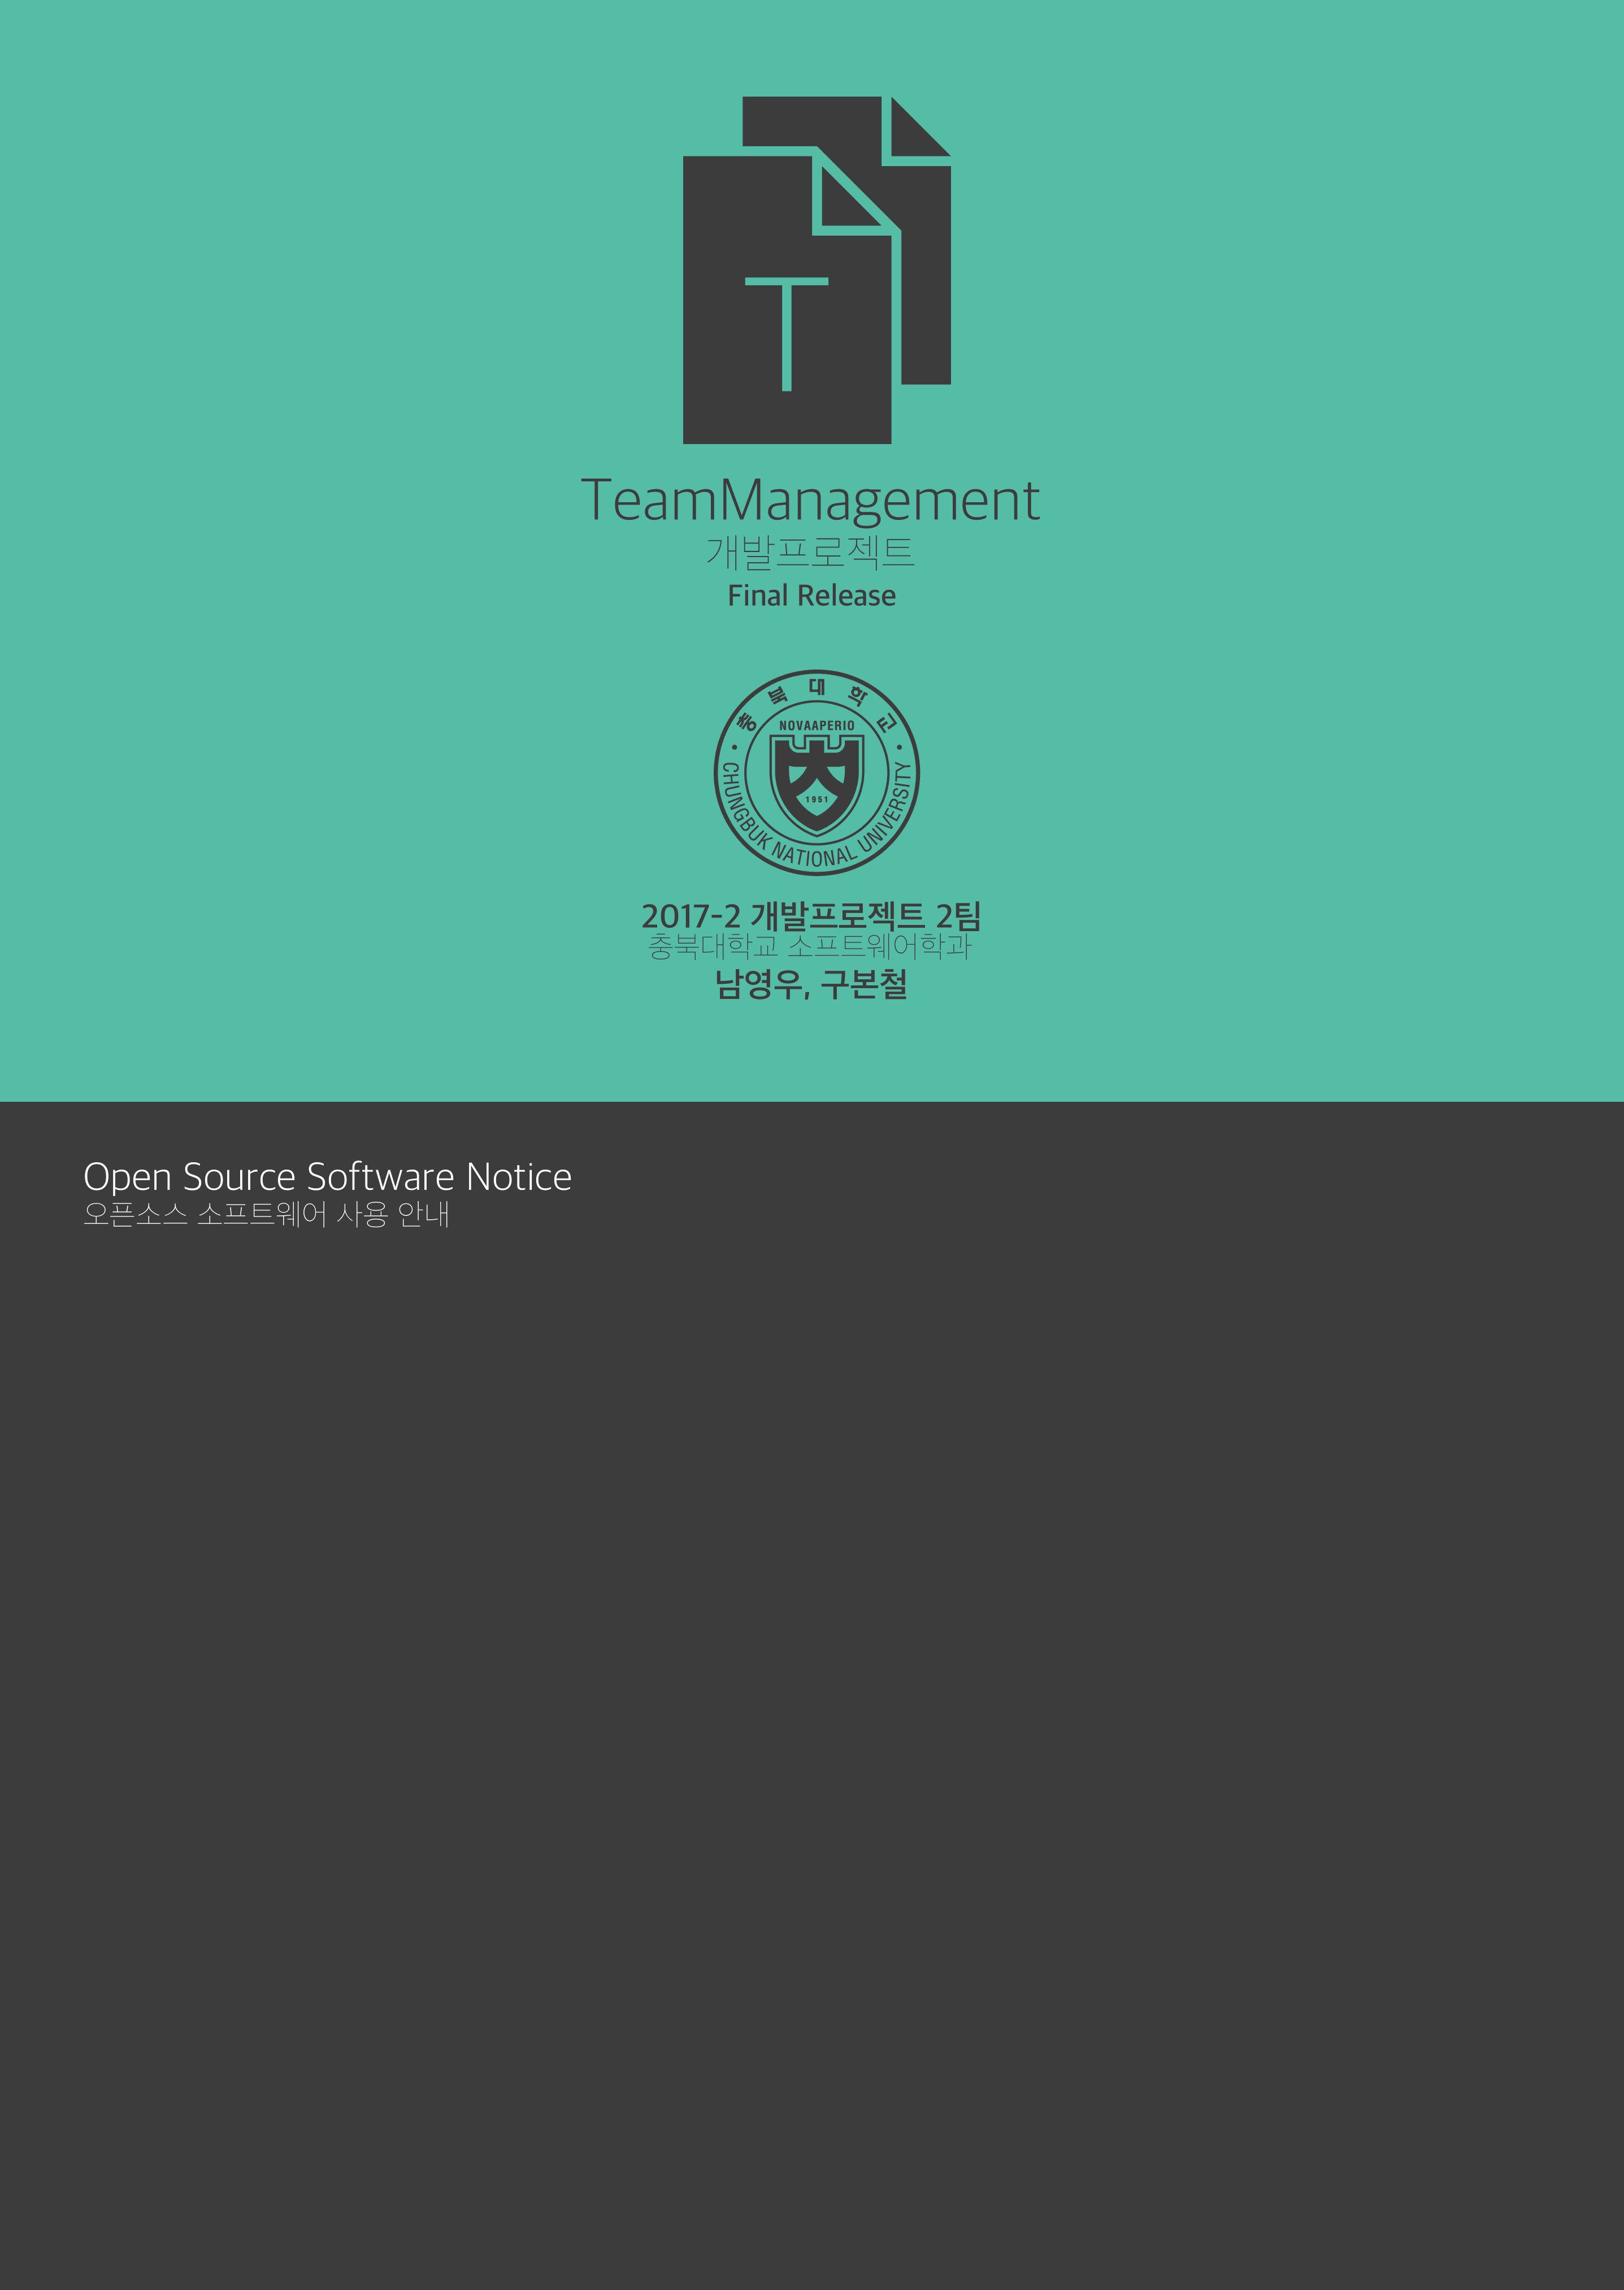 T
TeamManagement
개발프로젝트
Final Release
충북대학교
NOVAAPERIO
1951
CHUNGBUK NATIONAL UNIVERSITY
2017-2 개발프로젝트 2팀
충북대학교 소프트웨어학과
남영우, 구본철
Open Source Software Notice
오픈소스 소프트웨어 사용 안내